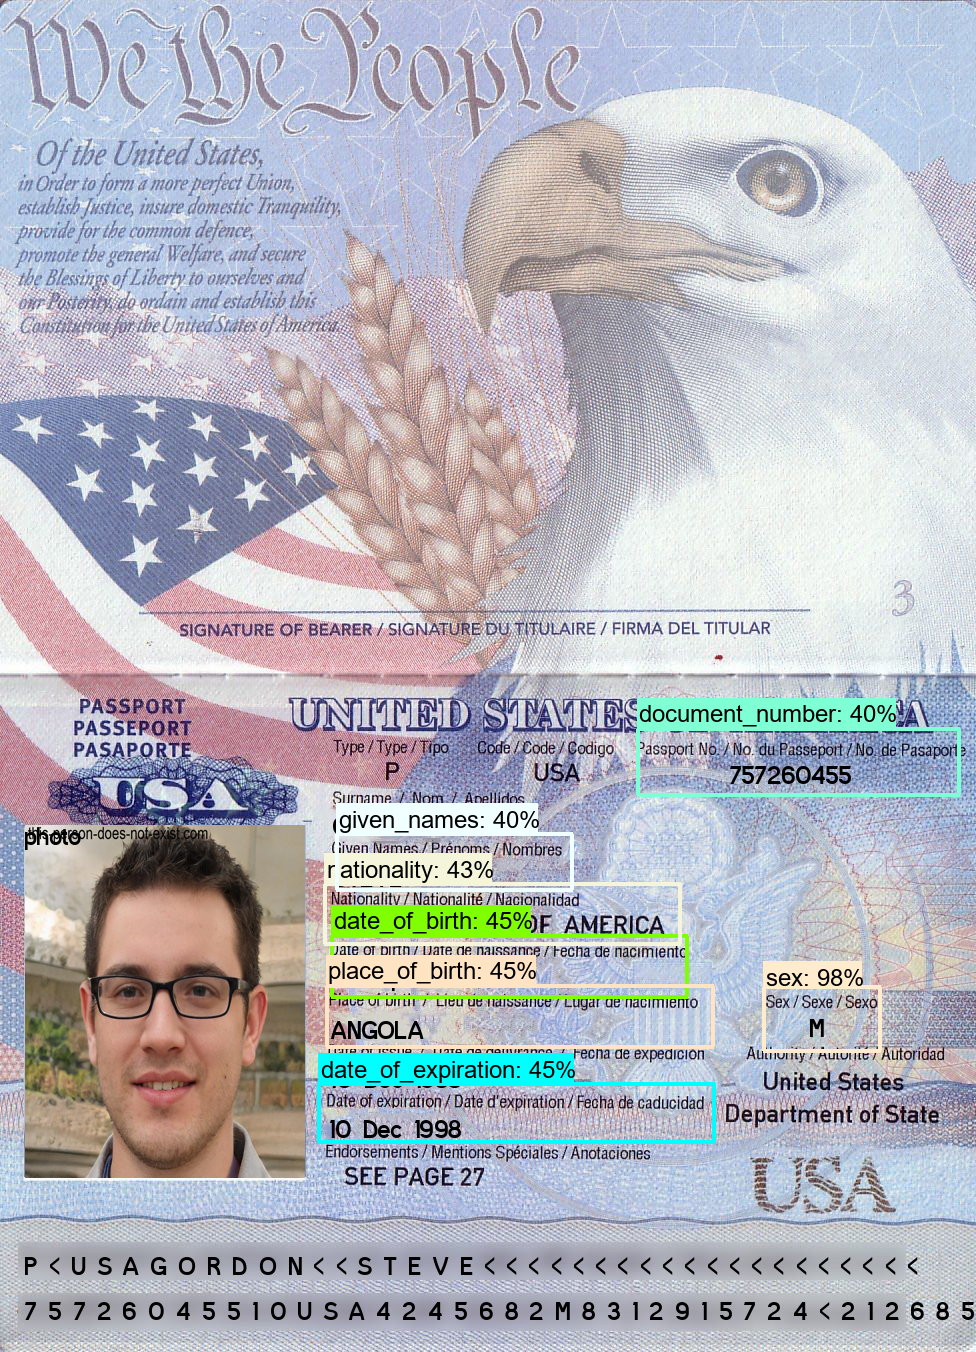 We the People
Of the United States,
in Order to form a more perfect Union,
establish Justice, insure domestic Tranquility,
provide for the common defence,
promote the general Welfare, and secure
the Blessings of Liberty to ourselves and
our Posterity, do ordain and establish this
Constitution for the United States of America.
3
SIGNATURE OF BEARER / SIGNATURE DU TITULAIRE / FIRMA DEL TITULAR
PASSPORT
PASSEPORT
PASAPORTE
USA
UNITED STATES
document_number: 40%
Type / Type / Tipo
Code / Code / Codigo
Passport No. / No. du Passeport / No. de Pasaporte
P
USA
757260455
Surname / Nom / Apellidos
given_names: 40%
Given Names / Prénoms / Nombres
ationality: 43%
Nationality / Nationalité / Nacionalidad
date_of_birth: 45%
OF AMERICA
Date of birth / Date de naissance / Fecha de nacimiento
place_of_birth: 45%
Place of birth / Lieu de naissance / Lugar de nacimiento
ANGOLA
sex: 98%
Sex / Sexe / Sexo
M
Date of issue / Date de delivrance / Fecha de expedición
Authority / Autorité / Autoridad
date_of_expiration: 45%
United States
Department of State
Date of expiration / Date d'expiration / Fecha de caducidad
10 Dec 1998
Endorsements / Mentions Spéciales / Anotaciones
SEE PAGE 27
USA
this-person-does-not-exist.com
photo
P<USAGORDON<<STEVE<<<<<<<<<<<<<<<<<<<<
75726045510USA4245682M8312915724<212685